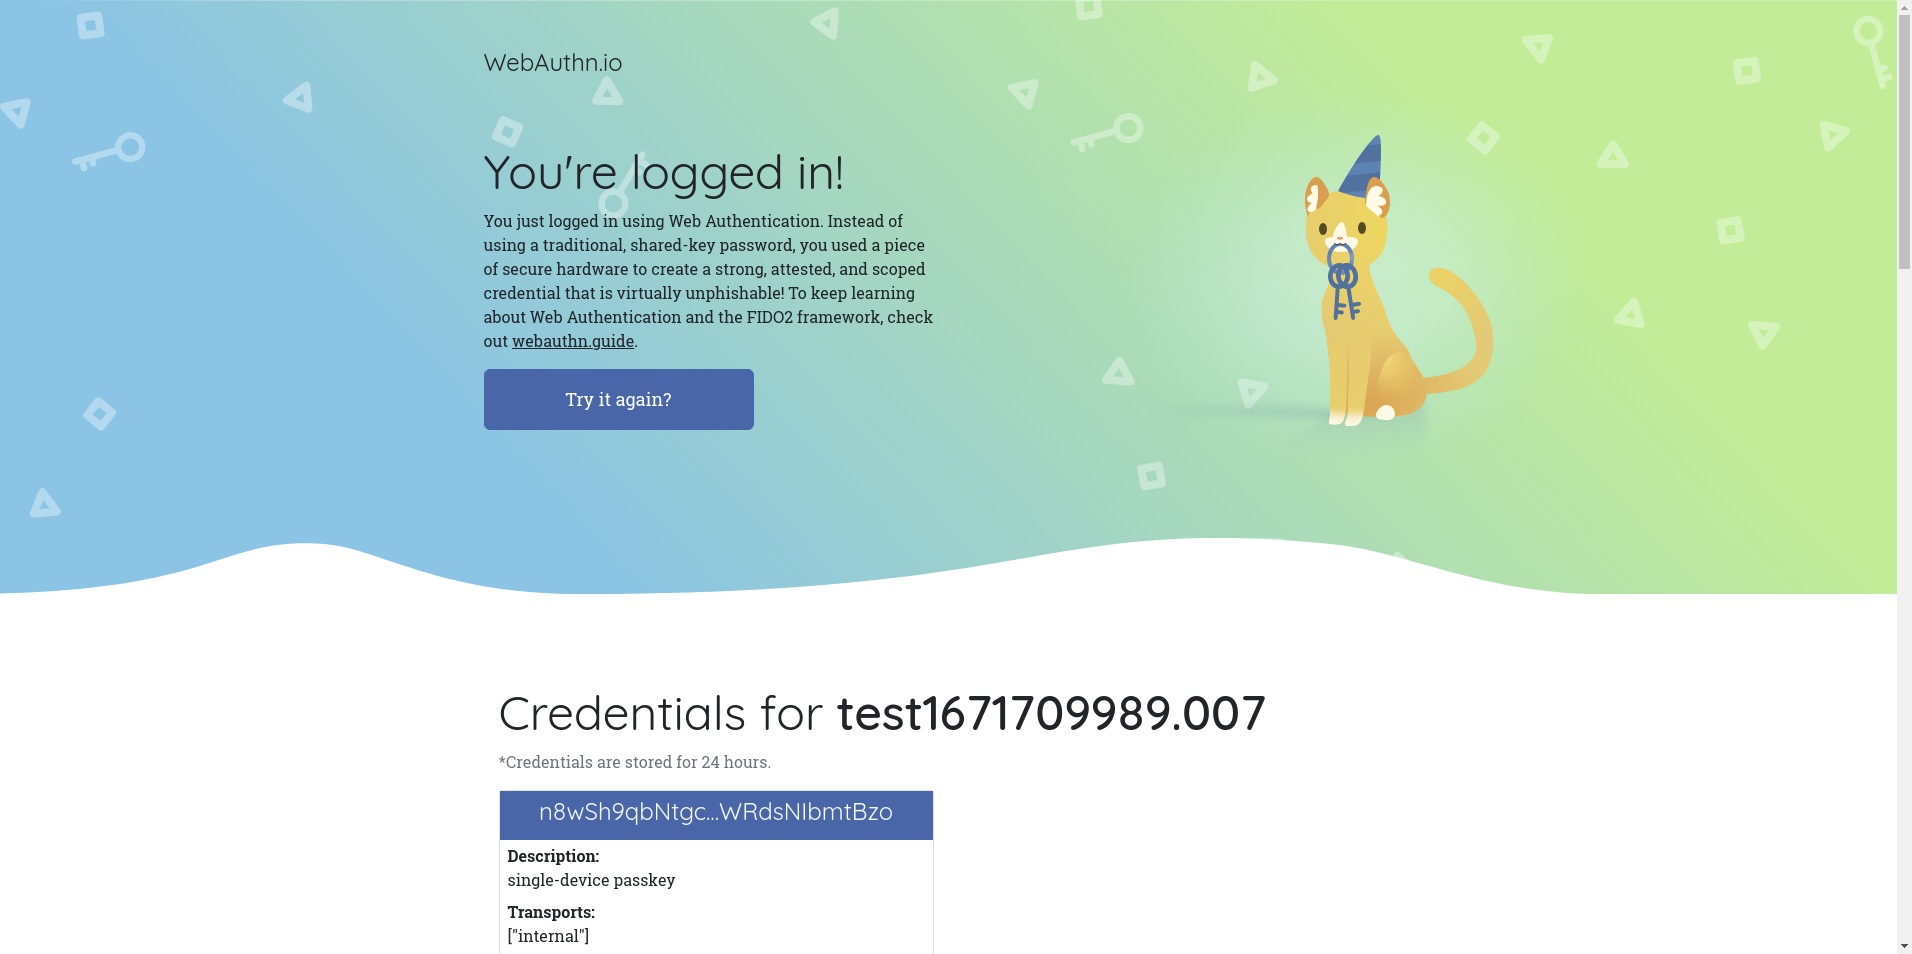 WebAuthn.io
You're logged in!
You just logged in using Web Authentication. Instead of
using a traditional, shared-key password, you used a piece
of secure hardware to create a strong, attested, and scoped
credential that is virtually unphishable! To keep learning
about Web Authentication and the FIDO2 framework, check
out webauthn.guide.
Try it again?
Credentials for test1671709989.007
*Credentials are stored for 24 hours.
n8wSh9qbNtgc...WRdsNIbmtBzo
Description:
single-device passkey
Transports:
["internal"]